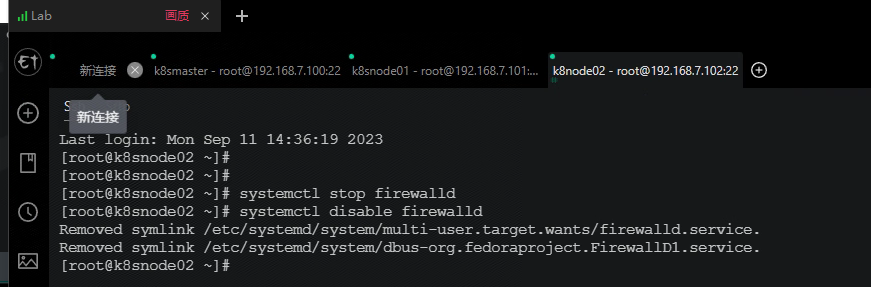 Lab 画质
新连接 k8smaster - root@192.168.7.100:22 k8snode01 - root@192.168.7.101:... k8node02 - root@192.168.7.102:22
新连接
Last login: Mon Sep 11 14:36:19 2023
[root@k8snode02 ~]#
[root@k8snode02 ~]#
[root@k8snode02 ~]# systemctl stop firewalld
[root@k8snode02 ~]# systemctl disable firewalld
Removed symlink /etc/systemd/system/multi-user.target.wants/firewalld.service.
Removed symlink /etc/systemd/system/dbus-org.fedoraproject.FirewallD1.service.
[root@k8snode02 ~]#